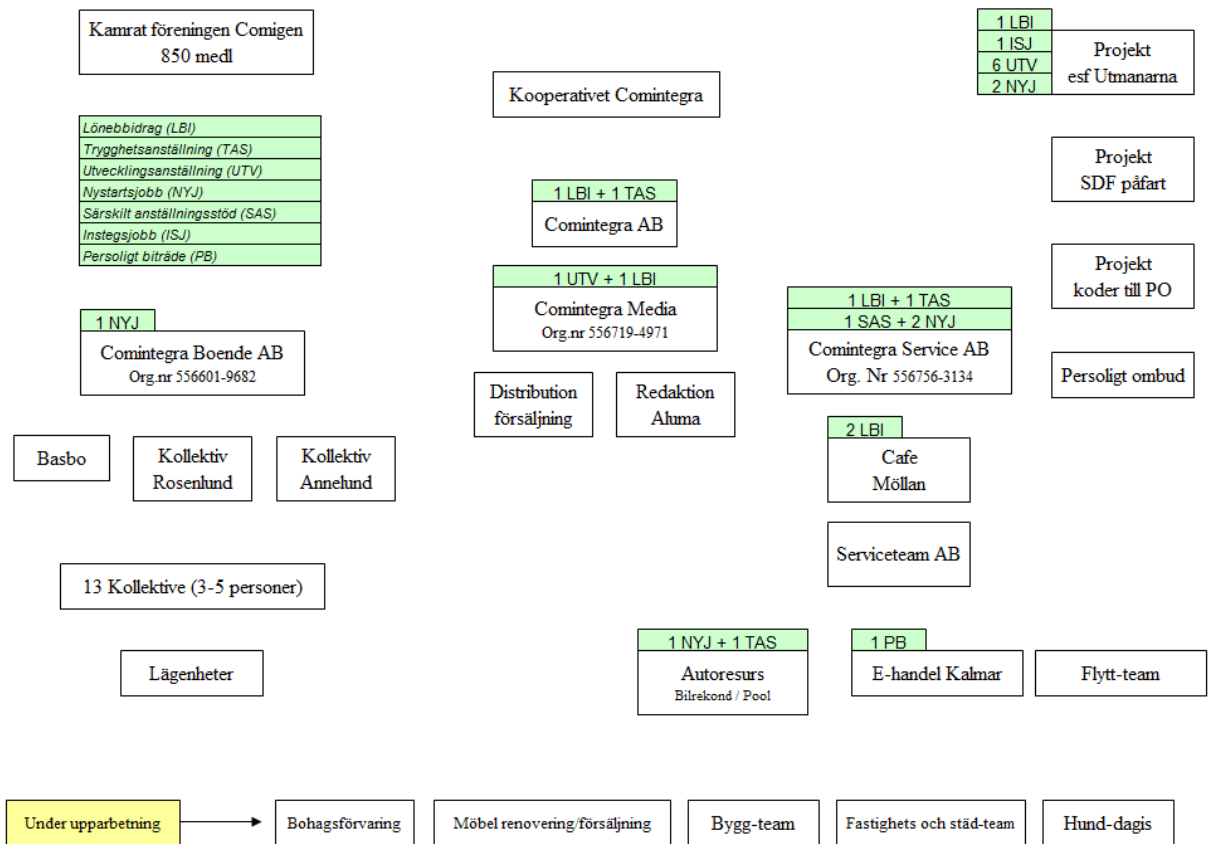 Kamrat föreningen Comigen
850 medl
Lönebbidrag (LBI)
Trygghetsanställning (TAS)
Utvecklingsanställning (UTV)
Nystartsjobb (NYJ)
Särskilt anställningsstöd (SAS)
Instegsjobb (ISJ)
Persoligt biträde (PB)
1 NYJ
Comintegra Boende AB
Org.nr 556601-9682
Basbo
Kollektiv
Rosenlund
Kollektiv
Annelund
13 Kollektive (3-5 personer)
Lägenheter
Kooperativet Comintegra
1 LBI + 1 TAS
Comintegra AB
1 UTV + 1 LBI
Comintegra Media
Org.nr 556719-4971
Distribution
försäljning
Redaktion
Aluma
1 LBI + 1 TAS
1 SAS + 2 NYJ
Comintegra Service AB
Org. Nr 556756-3134
2 LBI
Cafe
Möllan
Serviceteam AB
1 LBI
1 ISJ
6 UTV
2 NYJ
Projekt
esf Utmanarna
Projekt
SDF påfart
Projekt
koder till PO
Persoligt ombud
1 NYJ + 1 TAS
Autoresurs
Bilrekond / Pool
1 PB
E-handel Kalmar
Flytt-team
Under upparbetning
Bohagsförvaring
Möbel renovering/försäljning
Bygg-team
Fastighets och städ-team
Hund-dagis